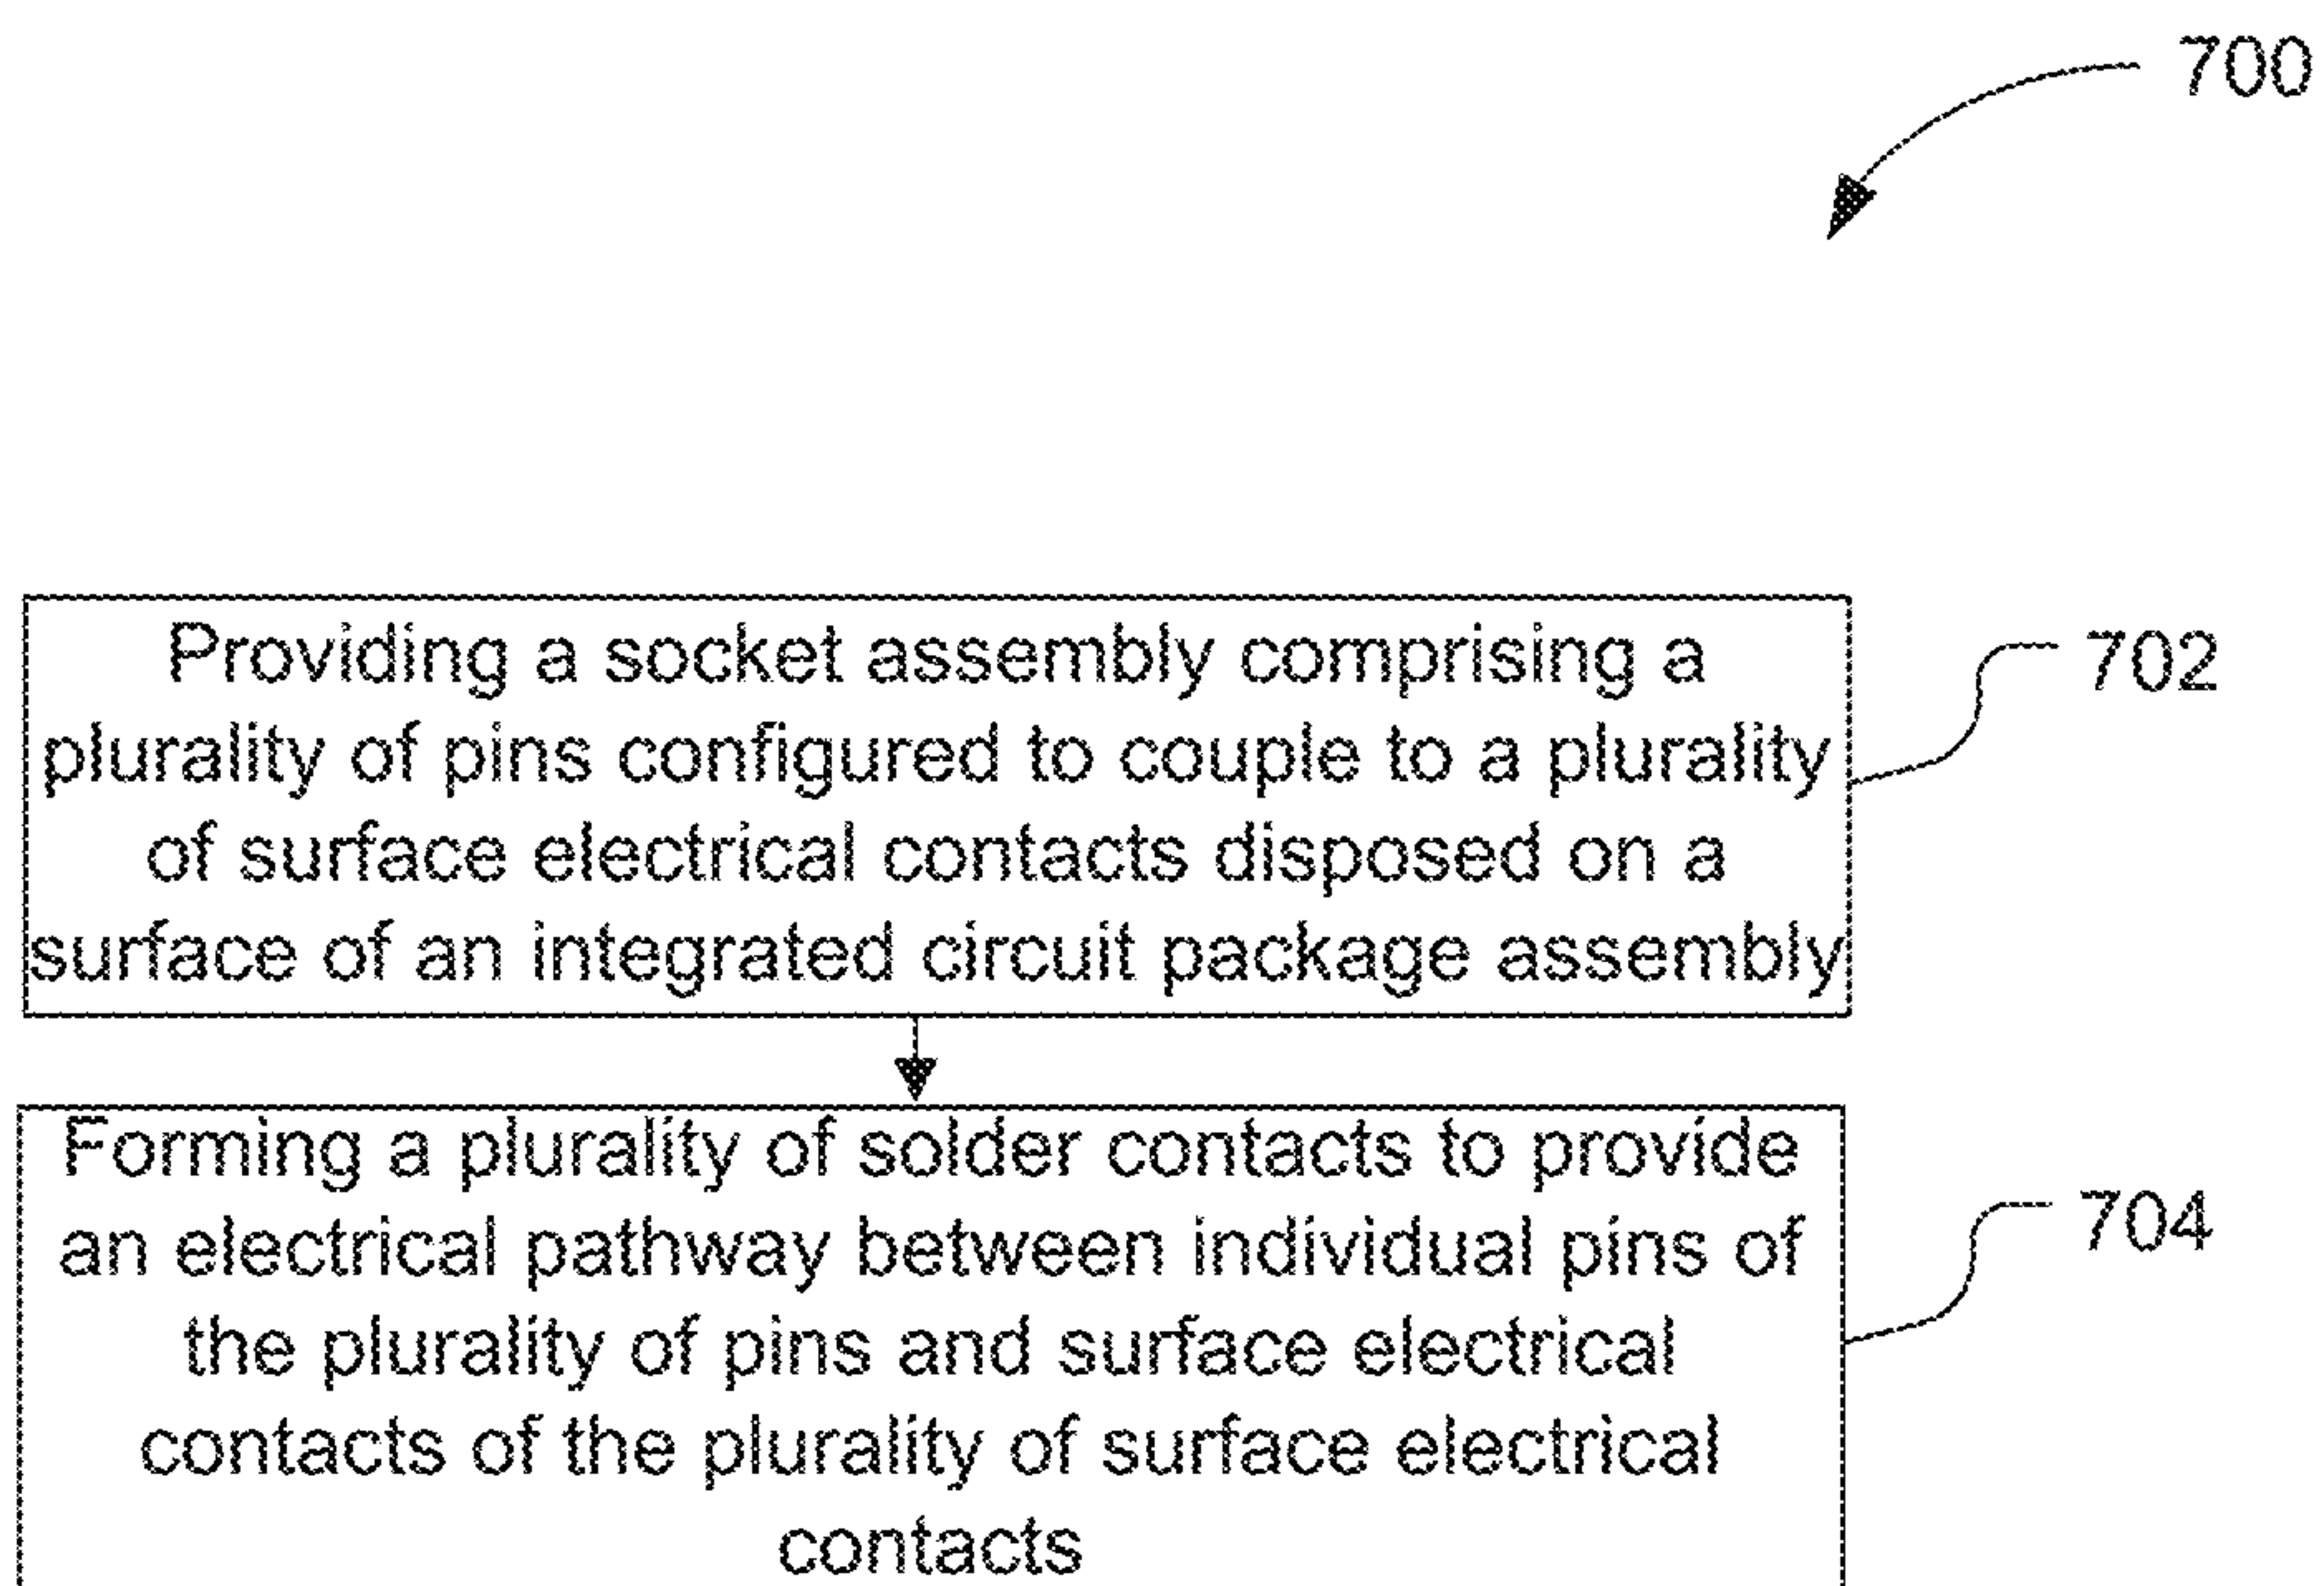 700
Providing a socket assembly comprising a
plurality of pins configured to couple to a plurality
of surface electrical contacts disposed on a
surface of an integrated circuit package assembly
702
Forming a plurality of solder contacts to provide
an electrical pathway between individual pins of
the plurality of pins and surface electrical
contacts of the plurality of surface electrical
contacts
704